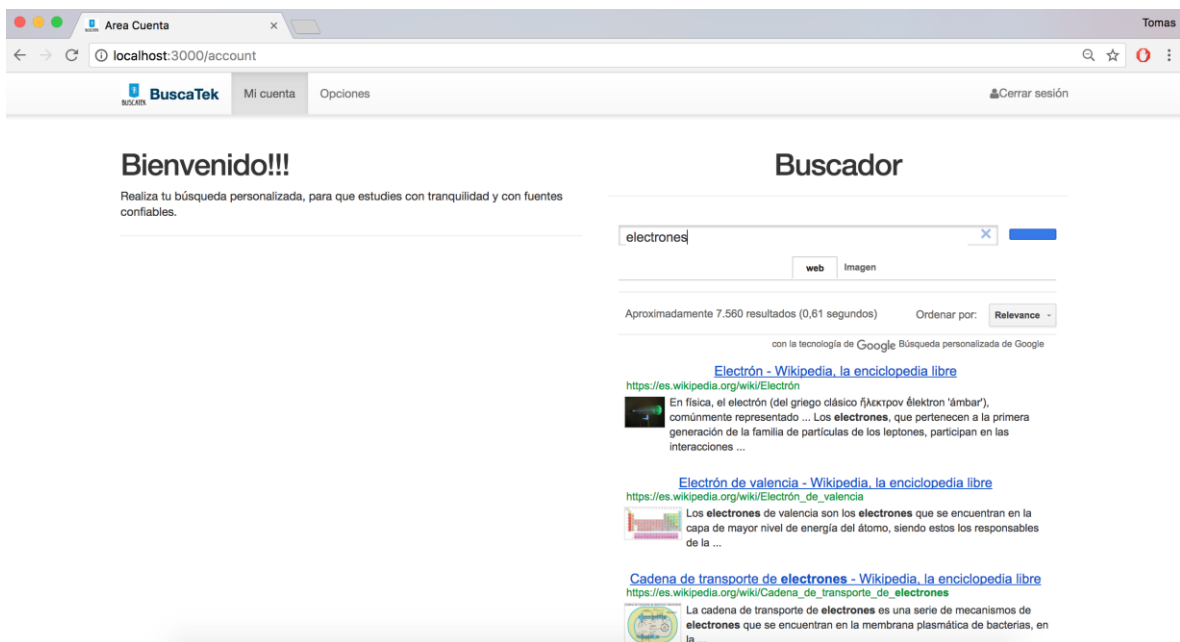 Area Cuenta
Tomas
localhost:3000/account
BUSCATEK
BuscaTek
Mi cuenta
Opciones
Cerrar sesión
Bienvenido!!!
Realiza tu búsqueda personalizada, para que estudies con tranquilidad y con fuentes
confiables.
Buscador
electrones
web
Imagen
Aproximadamente 7.560 resultados (0,61 segundos)
Ordenar por:
Relevance
con la tecnología de Google Búsqueda personalizada de Google
Electrón - Wikipedia, la enciclopedia libre
https://es.wikipedia.org/wiki/Electrón
En física, el electrón (del griego clásico ἤλεκτρον ḗlektron 'ámbar'),
comúnmente representado ... Los electrones, que pertenecen a la primera
generación de la familia de partículas de los leptones, participan en las
interacciones ...
Electrón de valencia - Wikipedia, la enciclopedia libre
https://es.wikipedia.org/wiki/Electrón_de_valencia
Los electrones de valencia son los electrones que se encuentran en la
capa de mayor nivel de energía del átomo, siendo estos los responsables
de la ...
Cadena de transporte de electrones - Wikipedia, la enciclopedia libre
https://es.wikipedia.org/wiki/Cadena_de_transporte_de_electrones
La cadena de transporte de electrones es una serie de mecanismos de
electrones que se encuentran en la membrana plasmática de bacterias, en
la ...